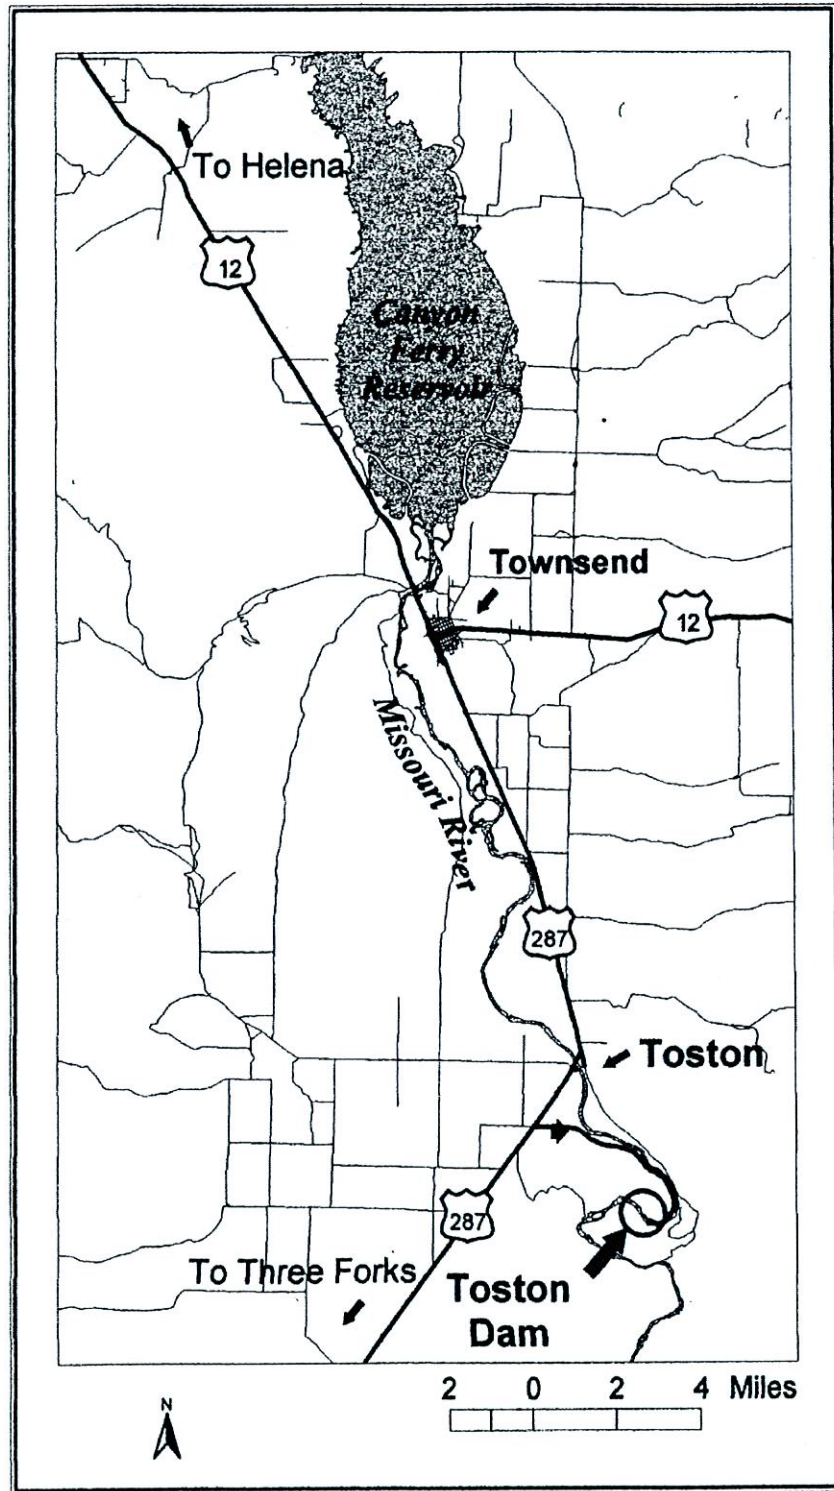 To Helena
12
Canyon
Ferry
Reservoir
Townsend
12
Missouri River
287
Toston
287
To Three Forks
Toston
Dam
2 0 2 4 Miles
N